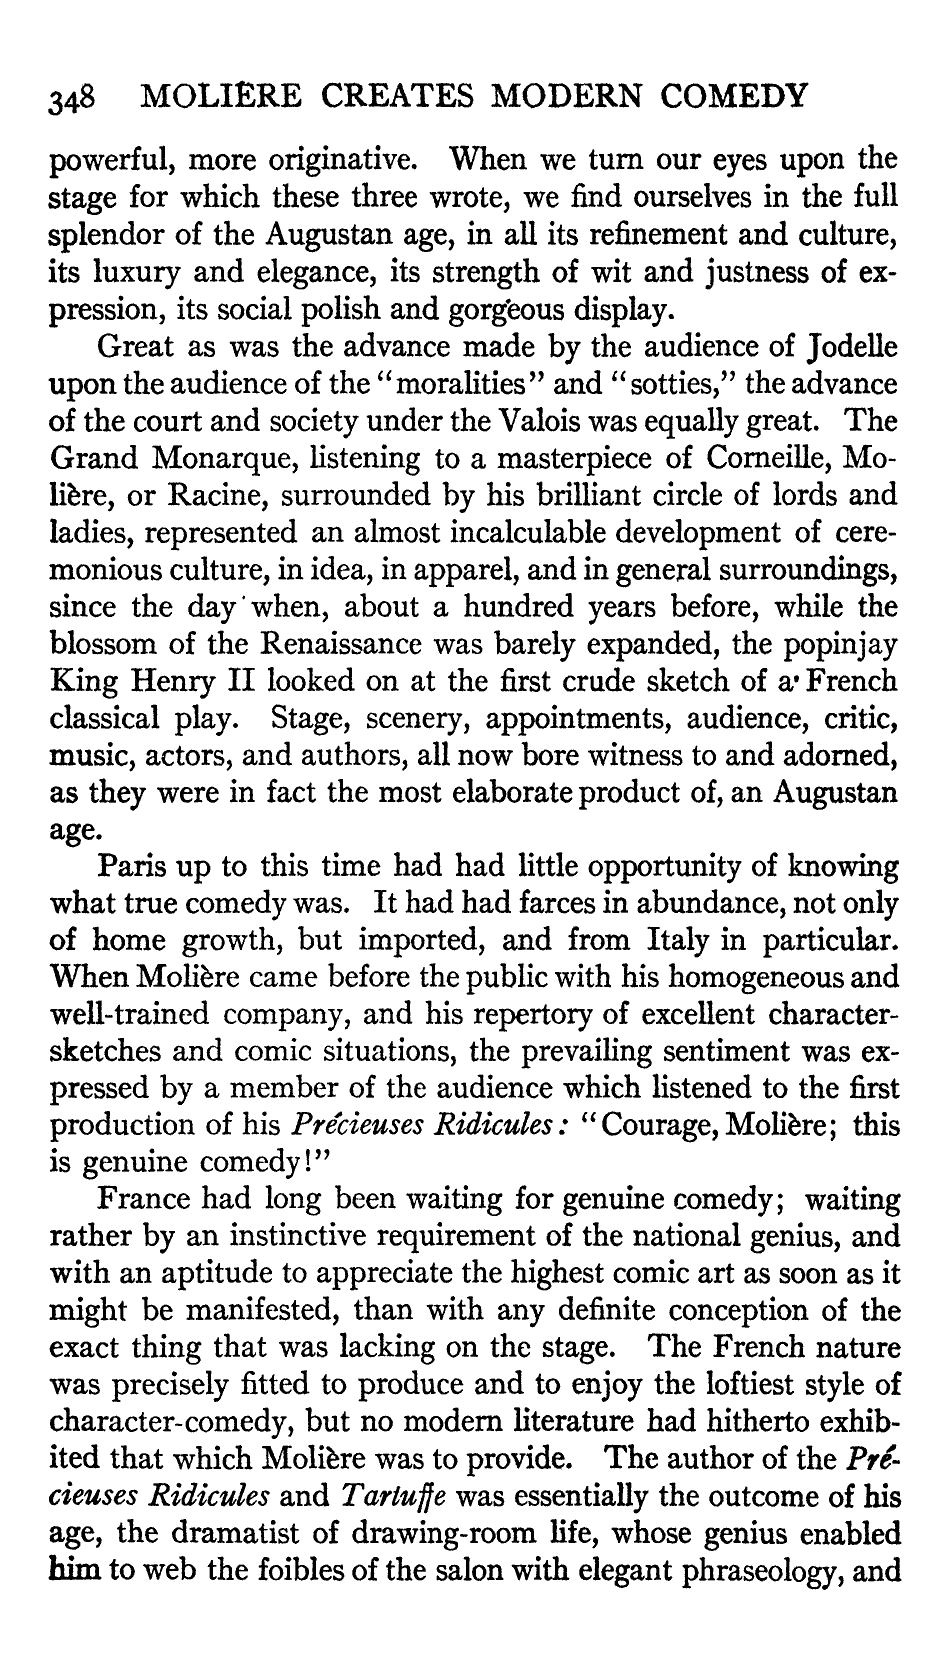 348 MOLIÈRE CREATES MODERN COMEDY
powerful, more originative. When we turn our eyes upon the
stage for which these three wrote, we find ourselves in the full
splendor of the Augustan age, in all its refinement and culture,
its luxury and elegance, its strength of wit and justness of ex-
pression, its social polish and gorgeous display.
Great as was the advance made by the audience of Jodelle
upon the audience of the “moralities” and “sotties,” the advance
of the court and society under the Valois was equally great. The
Grand Monarque, listening to a masterpiece of Corneille, Mo-
lière, or Racine, surrounded by his brilliant circle of lords and
ladies, represented an almost incalculable development of cere-
monious culture, in idea, in apparel, and in general surroundings,
since the day when, about a hundred years before, while the
blossom of the Renaissance was barely expanded, the popinjay
King Henry II looked on at the first crude sketch of a French
classical play. Stage, scenery, appointments, audience, critic,
music, actors, and authors, all now bore witness to and adorned,
as they were in fact the most elaborate product of, an Augustan
age.
Paris up to this time had had little opportunity of knowing
what true comedy was. It had had farces in abundance, not only
of home growth, but imported, and from Italy in particular.
When Molière came before the public with his homogeneous and
well-trained company, and his repertory of excellent character-
sketches and comic situations, the prevailing sentiment was ex-
pressed by a member of the audience which listened to the first
production of his Précieuses Ridicules: “Courage, Molière; this
is genuine comedy!”
France had long been waiting for genuine comedy; waiting
rather by an instinctive requirement of the national genius, and
with an aptitude to appreciate the highest comic art as soon as it
might be manifested, than with any definite conception of the
exact thing that was lacking on the stage. The French nature
was precisely fitted to produce and to enjoy the loftiest style of
character-comedy, but no modern literature had hitherto exhib-
ited that which Molière was to provide. The author of the Pré-
cieuses Ridicules and Tartuffe was essentially the outcome of his
age, the dramatist of drawing-room life, whose genius enabled
him to web the foibles of the salon with elegant phraseology, and